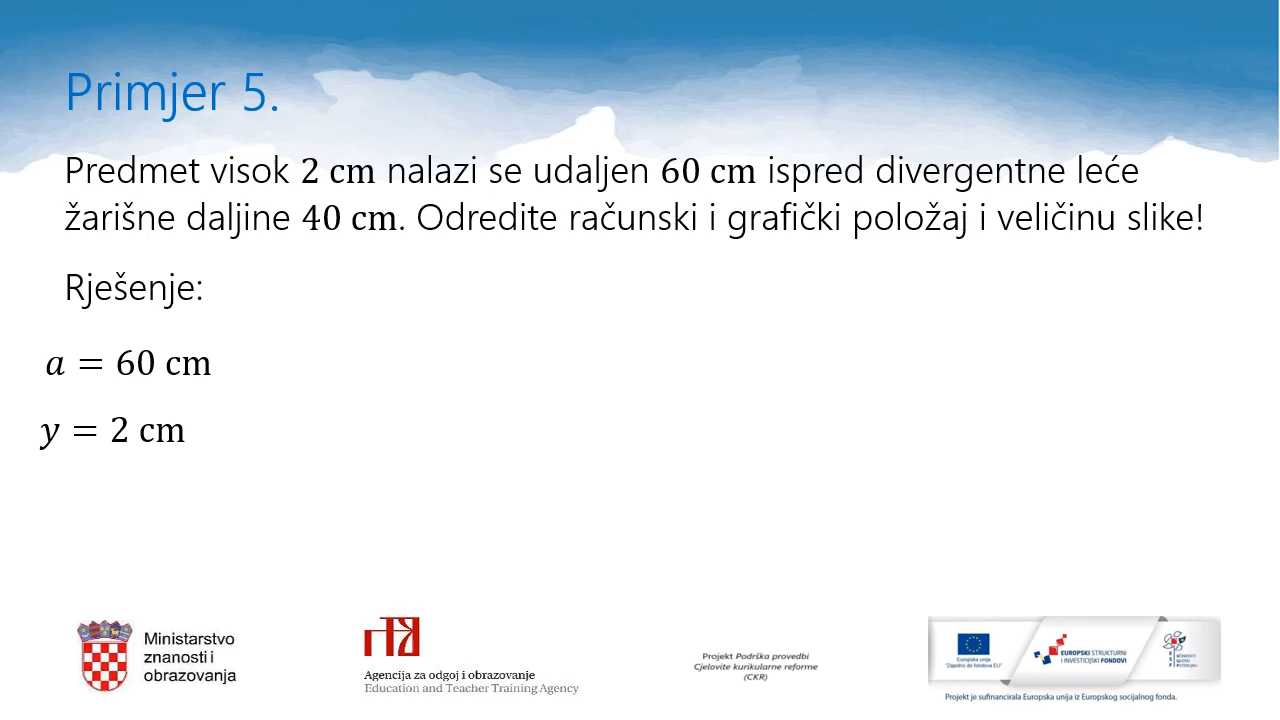 Primjer 5.
Predmet visok 2 cm nalazi se udaljen 60 cm ispred divergentne leće
žarišne daljine 40 cm. Odredite računski i grafički položaj i veličinu slike!
Rješenje:
a = 60 cm
y = 2 cm
Ministarstvo
znanosti i
obrazovanja
Agencija za odgoj i obrazovanje
Education and Teacher Training Agency
Projekt Podrška provedbi
Cjelovite kurikularne reforme
(CKR)
Europska unija
"Zajedno do fondova EU"
EUROPSKI STRUKTURNI
I INVESTICIJSKI FONDOVI
Projekt je sufinancirala Europska unija iz Europskog socijalnog fonda.